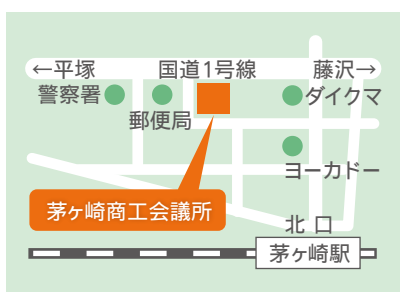 ←平塚
国道1号線
藤沢→
警察署
ダイクマ
郵便局
ヨーカドー
茅ヶ崎商工会議所
北口
茅ヶ崎駅